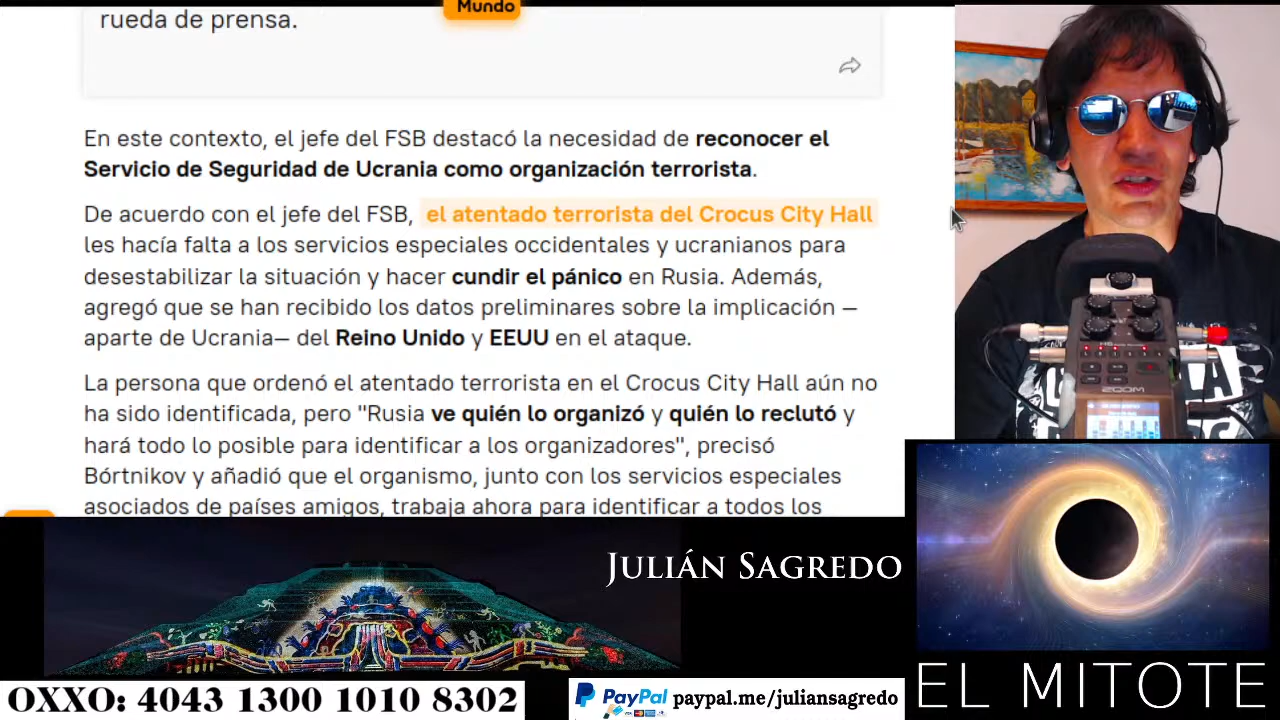 Mundo
rueda de prensa.
En este contexto, el jefe del FSB destacó la necesidad de reconocer el
Servicio de Seguridad de Ucrania como organización terrorista.
De acuerdo con el jefe del FSB, el atentado terrorista del Crocus City Hall
les hacía falta a los servicios especiales occidentales y ucranianos para
desestabilizar la situación y hacer cundir el pánico en Rusia. Además,
agregó que se han recibido los datos preliminares sobre la implicación —
aparte de Ucrania— del Reino Unido y EEUU en el ataque.
La persona que ordenó el atentado terrorista en el Crocus City Hall aún no
ha sido identificada, pero "Rusia ve quién lo organizó y quién lo reclutó y
hará todo lo posible para identificar a los organizadores", precisó
Bórtnikov y añadió que el organismo, junto con los servicios especiales
asociados de países amigos, trabaja ahora para identificar a todos los
zoom
JULIÁN SAGREDO
EL MITOTE
OXXO: 4043 1300 1010 8302
PayPal paypal.me/juliansagredo